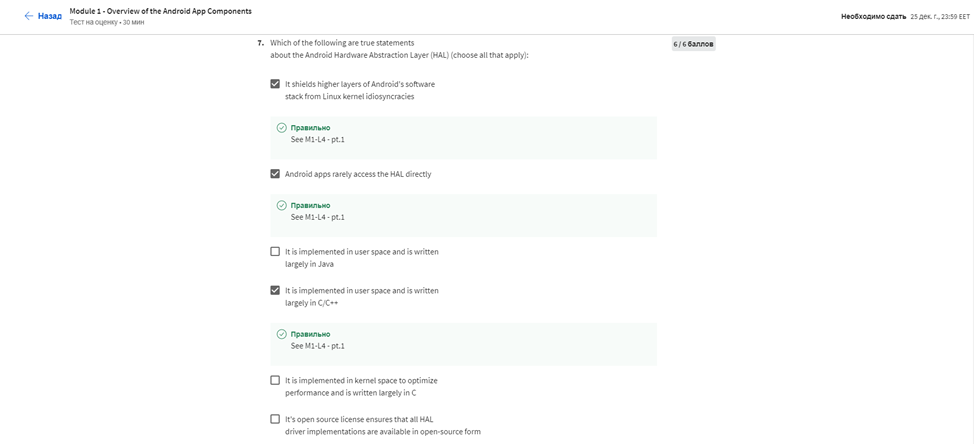 Назад
Module 1 - Overview of the Android App Components
Тест на оценку • 30 мин
Необходимо сдать 25 дек. г., 23:59 EET
7. Which of the following are true statements
about the Android Hardware Abstraction Layer (HAL) (choose all that apply):
6 / 6 баллов
It shields higher layers of Android's software
stack from Linux kernel idiosyncracies
Правильно
See M1-L4 - pt.1
Android apps rarely access the HAL directly
Правильно
See M1-L4 - pt.1
It is implemented in user space and is written
largely in Java
It is implemented in user space and is written
largely in C/C++
Правильно
See M1-L4 - pt.1
It is implemented in kernel space to optimize
performance and is written largely in C
It's open source license ensures that all HAL
driver implementations are available in open-source form